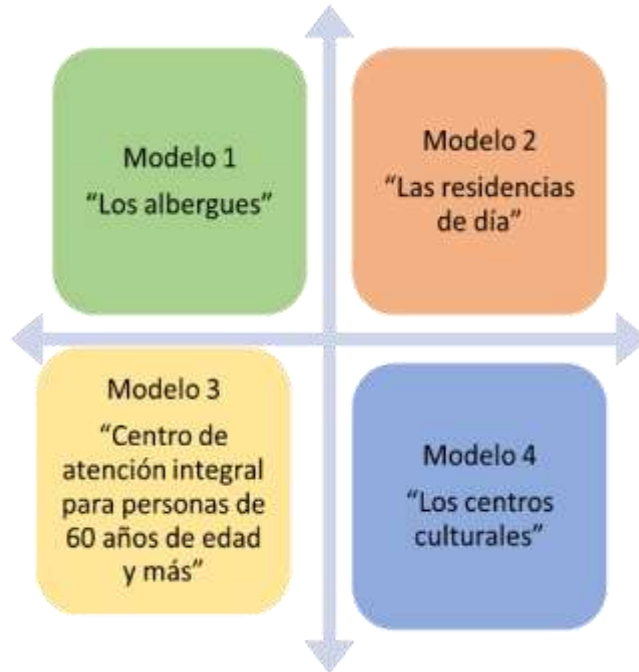 Modelo 1
“Los albergues”
Modelo 2
“Las residencias
de día”
Modelo 3
“Centro de
atención integral
para personas de
60 años de edad
y más”
Modelo 4
“Los centros
culturales”